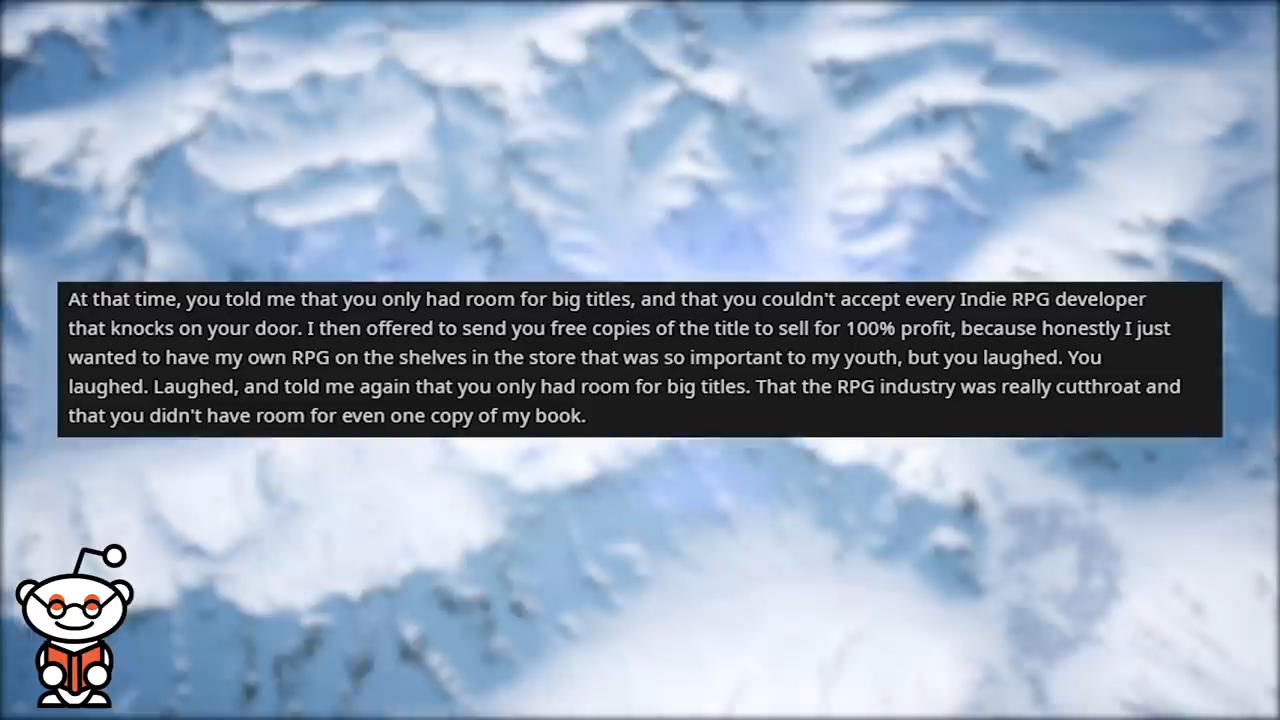 At that time, you told me that you only had room for big titles, and that you couldn't accept every Indie RPG developer
that knocks on your door. I then offered to send you free copies of the title to sell for 100% profit, because honestly I just
wanted to have my own RPG on the shelves in the store that was so important to my youth, but you laughed. You
laughed. Laughed, and told me again that you only had room for big titles. That the RPG industry was really cutthroat and
that you didn't have room for even one copy of my book.